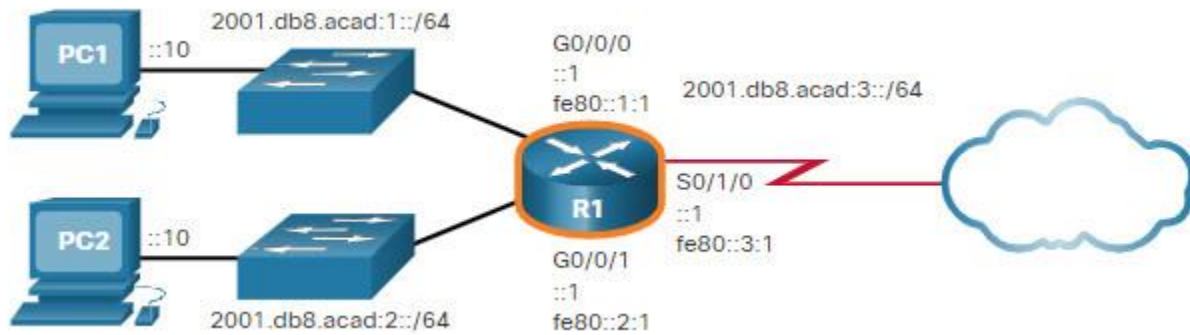 2001.db8.acad:1::/64
PC1
::10
G0/0/0
::1
fe80::1:1
2001.db8.acad:3::/64
R1
S0/1/0
::1
fe80::3:1
PC2
::10
G0/0/1
::1
fe80::2:1
2001.db8.acad:2::/64